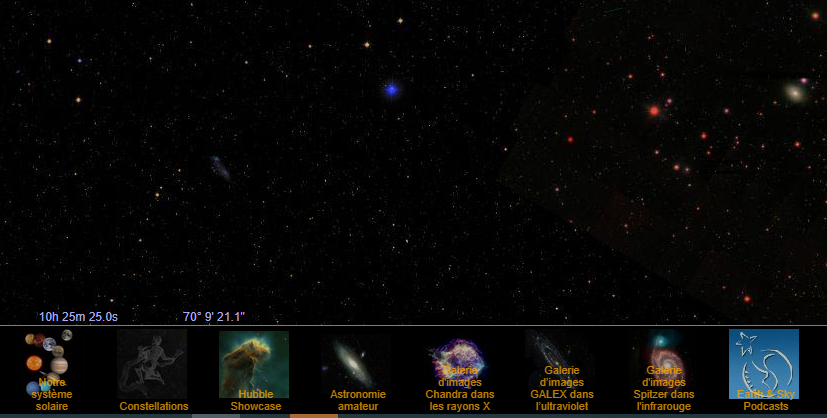 10h 25m 25.0s 70° 9' 21.1"
Notre
système
solaire
Constellations
Hubble
Showcase
Astronomie
amateur
Galerie
d'images
Chandra dans
les rayons X
Galerie
d'images
GALEX dans
l'ultraviolet
Galerie
d'images
Spitzer dans
l'infrarouge
Earth & Sky
Podcasts